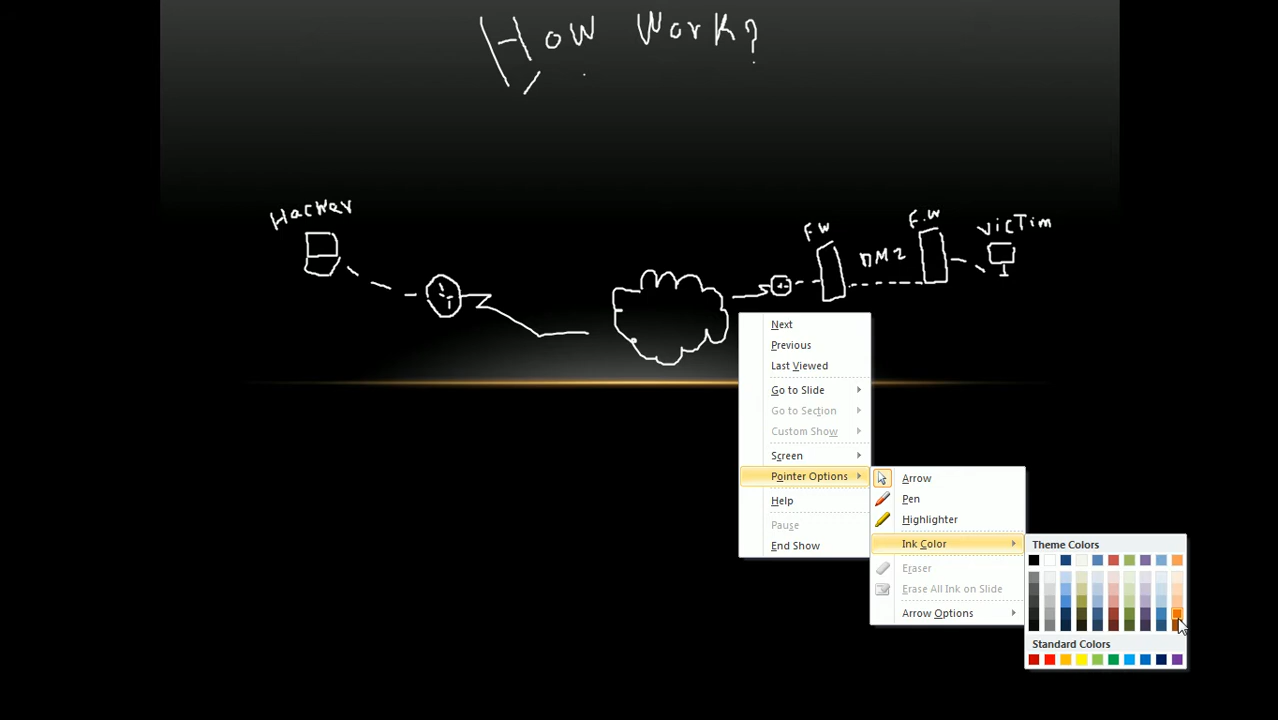 How Work?
Hacker
F W
DMZ
F.W
vicTim
Next
Previous
Last Viewed
Go to Slide
Go to Section
Custom Show
Screen
Pointer Options
Help
Pause
End Show
Arrow
Pen
Highlighter
Ink Color
Eraser
Erase All Ink on Slide
Arrow Options
Theme Colors
Standard Colors